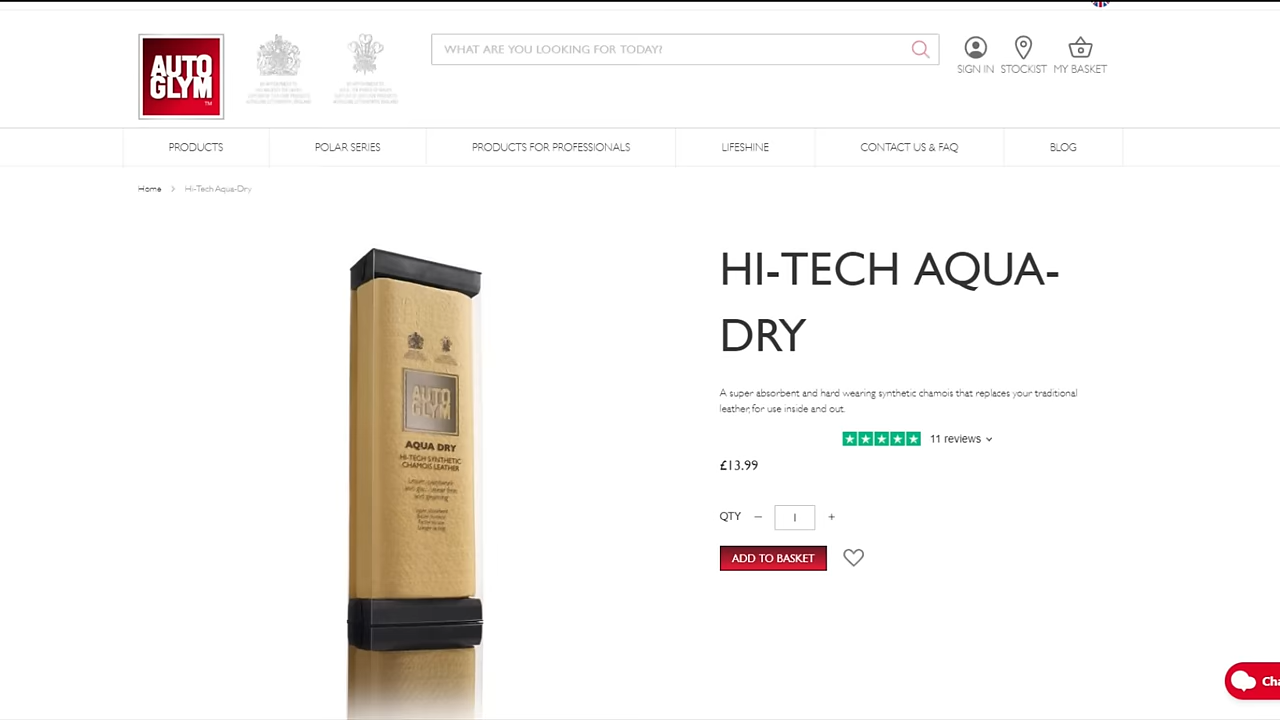 AUTO
GLYM
TM
WHAT ARE YOU LOOKING FOR TODAY?
SIGN IN
STOCKIST
MY BASKET
PRODUCTS
POLAR SERIES
PRODUCTS FOR PROFESSIONALS
LIFESHINE
CONTACT US & FAQ
BLOG
Home > Hi-Tech Aqua-Dry
AUTO
GLYM
AQUA DRY
HI-TECH SYNTHETIC
CHAMOIS LEATHER
HI-TECH AQUA-
DRY
A super absorbent and hard wearing synthetic chamois that replaces your traditional
leather, for use inside and out.
11 reviews
£13.99
QTY − 1 +
ADD TO BASKET
Cha